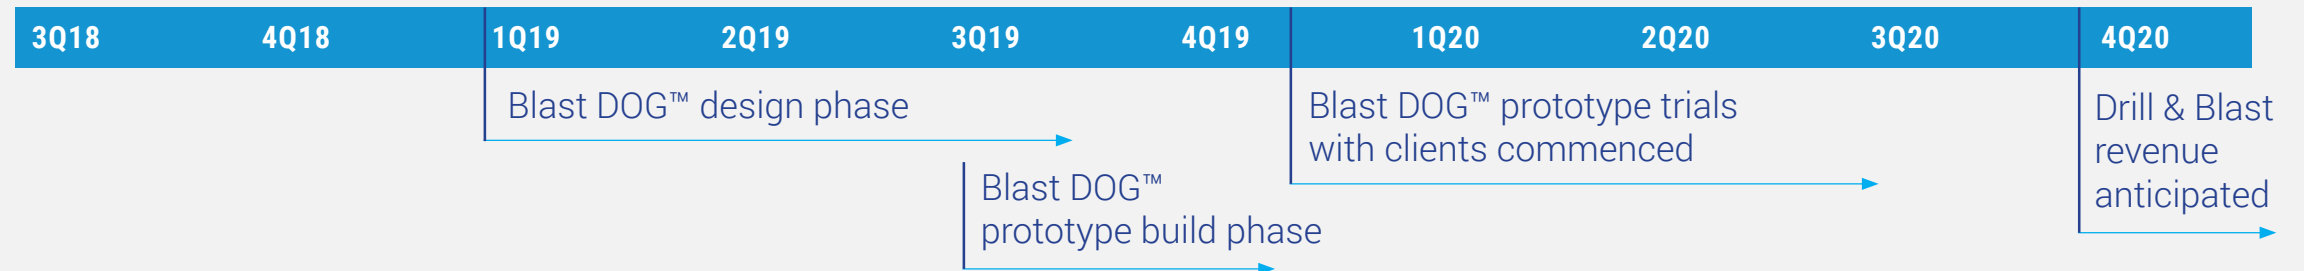 3Q18 4Q18 1Q19 2Q19 3Q19 4Q19 1Q20 2Q20 3Q20 4Q20
Blast DOG™ design phase
Blast DOG™
prototype build phase
Blast DOG™ prototype trials
with clients commenced
Drill & Blast
revenue
anticipated